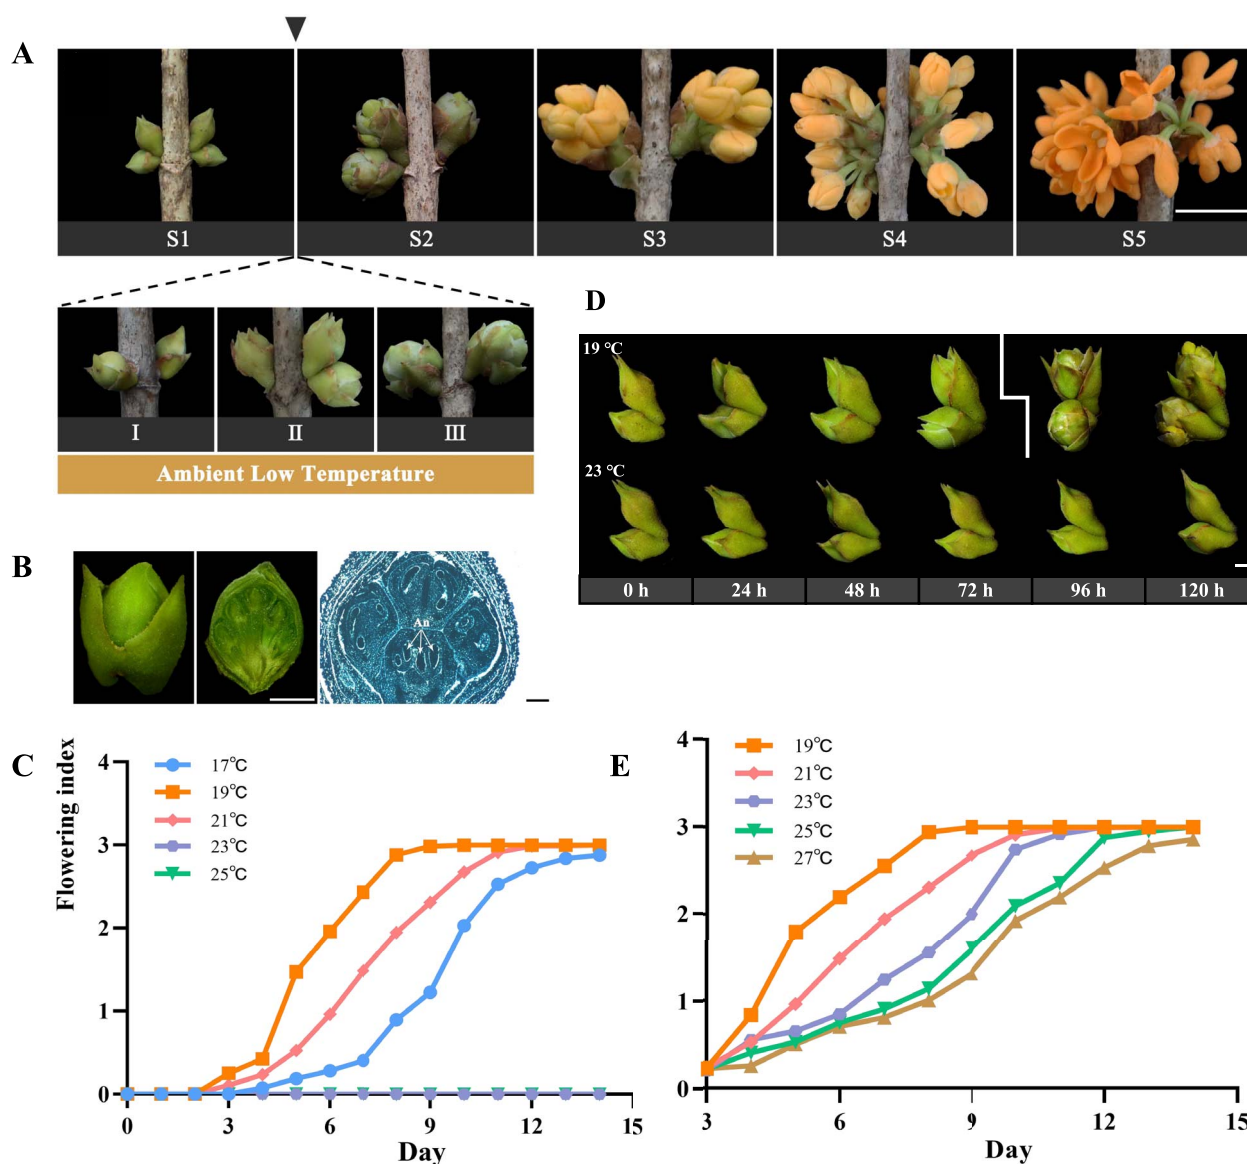 A
S1
S2
S3
S4
S5
I
II
III
Ambient Low Temperature
D
19 °C
23 °C
0 h
24 h
48 h
72 h
96 h
120 h
B
An
C
Flowering index
4
3
2
1
0
17℃
19℃
21℃
23℃
25℃
0
3
6
9
12
15
Day
E
4
3
2
1
0
19℃
21℃
23℃
25℃
27℃
3
6
9
12
15
Day